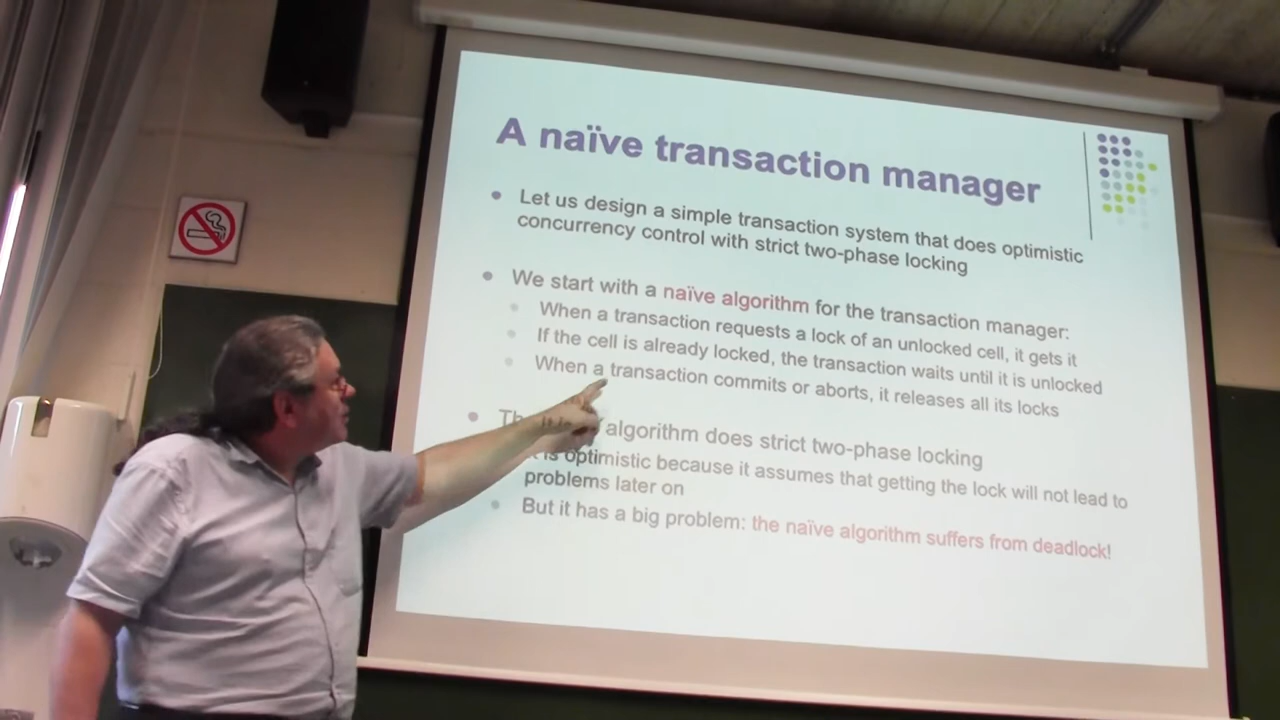 A naïve transaction manager
Let us design a simple transaction system that does optimistic
concurrency control with strict two-phase locking
We start with a naïve algorithm for the transaction manager:
When a transaction requests a lock of an unlocked cell, it gets it
If the cell is already locked, the transaction waits until it is unlocked
When a transaction commits or aborts, it releases all its locks
algorithm does strict two-phase locking
is optimistic because it assumes that getting the lock will not lead to
problems later on
But it has a big problem: the naïve algorithm suffers from deadlock!